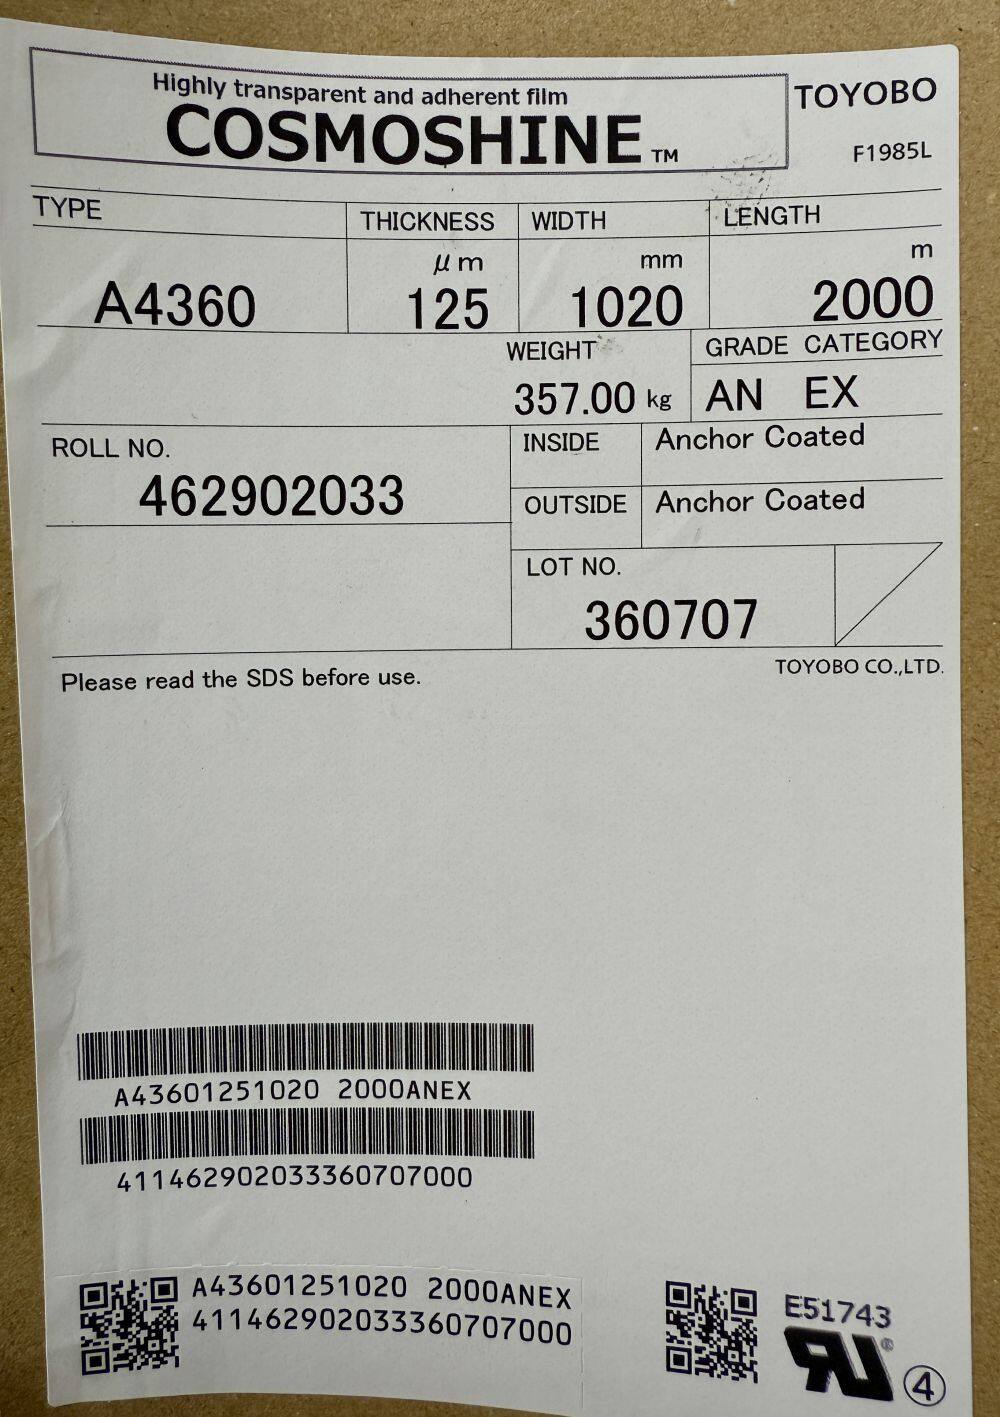 Highly transparent and adherent film
COSMOSHINE™
TOYOBO
F1985L
TYPE
THICKNESS
WIDTH
LENGTH
μm
mm
m
A4360
125
1020
2000
WEIGHT
GRADE CATEGORY
357.00 kg
AN EX
ROLL NO.
462902033
INSIDE
Anchor Coated
OUTSIDE
Anchor Coated
LOT NO.
360707
Please read the SDS before use.
TOYOBO CO.,LTD.
A43601251020 2000ANEX
411462902033360707000
A43601251020 2000ANEX
411462902033360707000
E51743
RU®
④